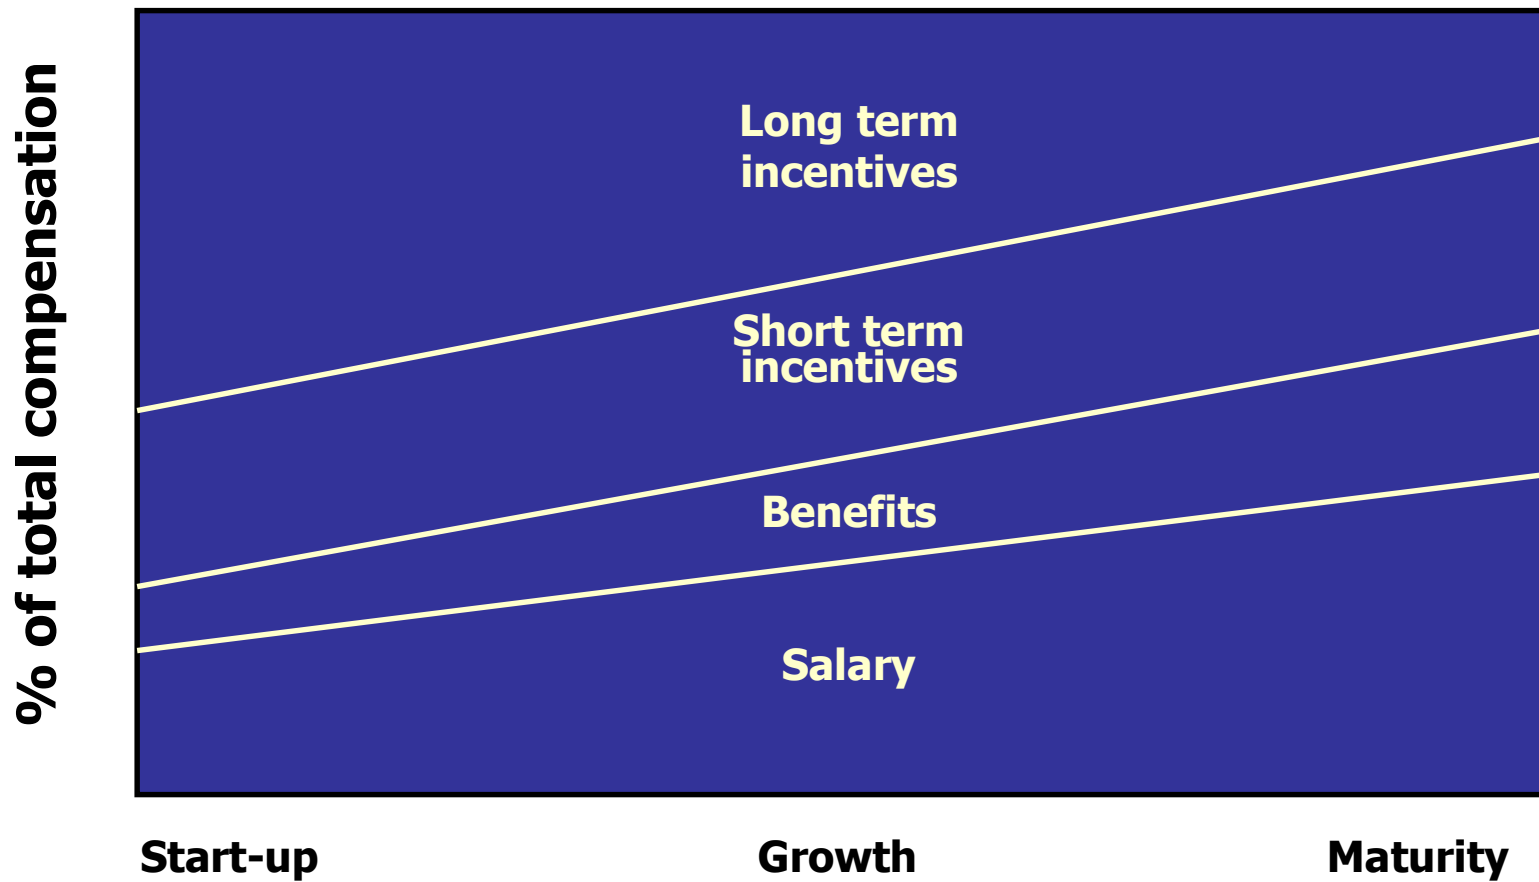 % of total compensation
Long term
incentives
Short term
incentives
Benefits
Salary
Start-up
Growth
Maturity